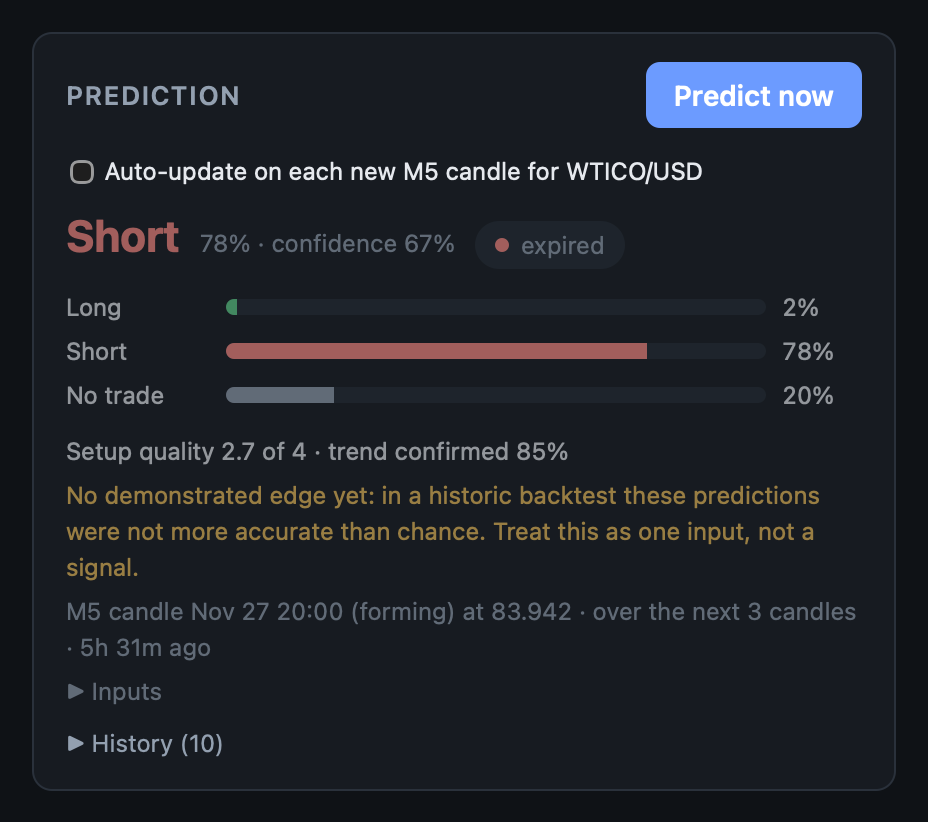 PREDICTION
Predict now
Auto-update on each new M5 candle for WTICO/USD
Short 78% · confidence 67% expired
Long 2%
Short 78%
No trade 20%
Setup quality 2.7 of 4 · trend confirmed 85%
No demonstrated edge yet: in a historic backtest these predictions
were not more accurate than chance. Treat this as one input, not a
signal.
M5 candle Nov 27 20:00 (forming) at 83.942 · over the next 3 candles
· 5h 31m ago
Inputs
History (10)